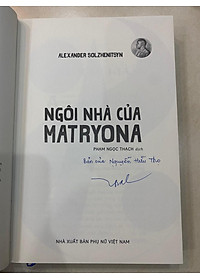 ALEXANDER SOLZHENITSYN
NGÔI NHÀ CỦA
MATRYONA
PHẠM NGỌC THẠCH dịch
Bản của Nguyễn Hữu Thọ
NHÀ XUẤT BẢN PHỤ NỮ VIỆT NAM